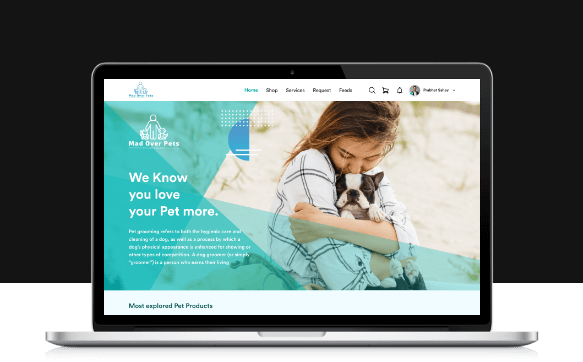 Mad Over Pets
Home Shop Services Request Feeds Prabhat Sahay
Mad Over Pets
We Know
you love
your Pet more.
Pet grooming refers to both the hygienic care and
cleaning of a dog, as well as a process by which a
dog's physical appearance is enhanced for showing or
other types of competition. A dog groomer (or simply
"groomer") is a person who earns their living
Most explored Pet Products